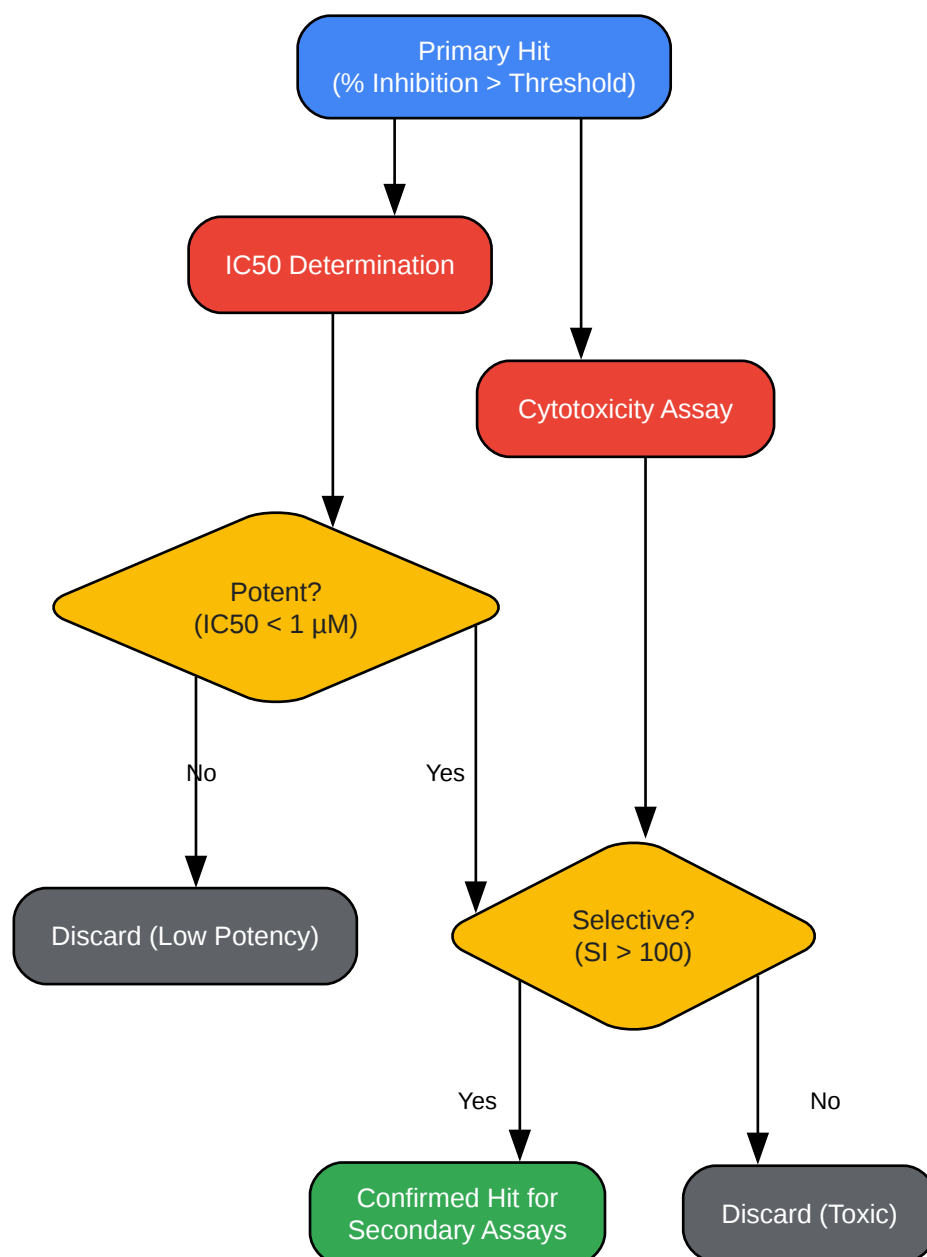 Primary Hit
(% Inhibition > Threshold)
IC50 Determination
Cytotoxicity Assay
Potent?
(IC50 < 1 µM)
No
Yes
Discard (Low Potency)
Selective?
(SI > 100)
Yes
No
Confirmed Hit for
Secondary Assays
Discard (Toxic)